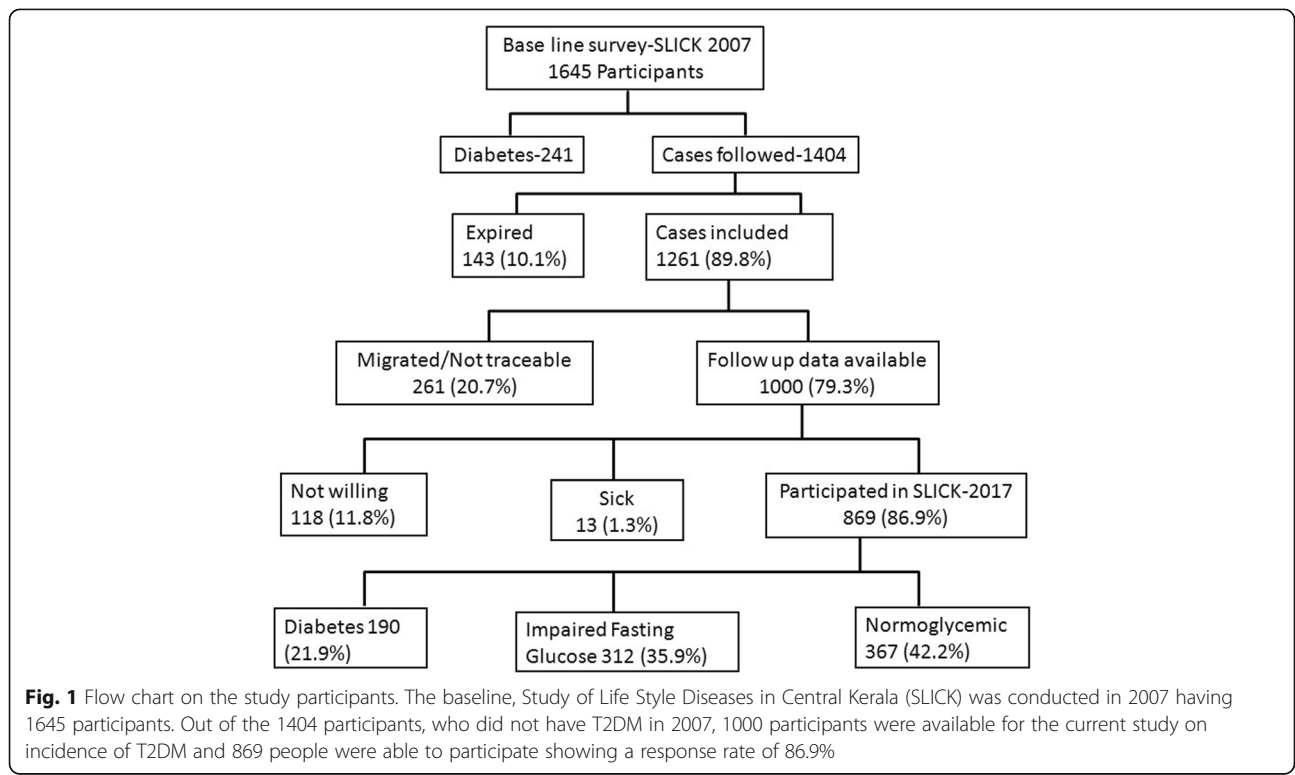 Base line survey-SLICK 2007
1645 Participants
Diabetes-241
Cases followed-1404
Expired
143 (10.1%)
Cases included
1261 (89.8%)
Migrated/Not traceable
261 (20.7%)
Follow up data available
1000 (79.3%)
Not willing
118 (11.8%)
Sick
13 (1.3%)
Participated in SLICK-2017
869 (86.9%)
Diabetes 190
(21.9%)
Impaired Fasting
Glucose 312 (35.9%)
Normoglycemic
367 (42.2%)
Fig. 1 Flow chart on the study participants. The baseline, Study of Life Style Diseases in Central Kerala (SLICK) was conducted in 2007 having
1645 participants. Out of the 1404 participants, who did not have T2DM in 2007, 1000 participants were available for the current study on
incidence of T2DM and 869 people were able to participate showing a response rate of 86.9%